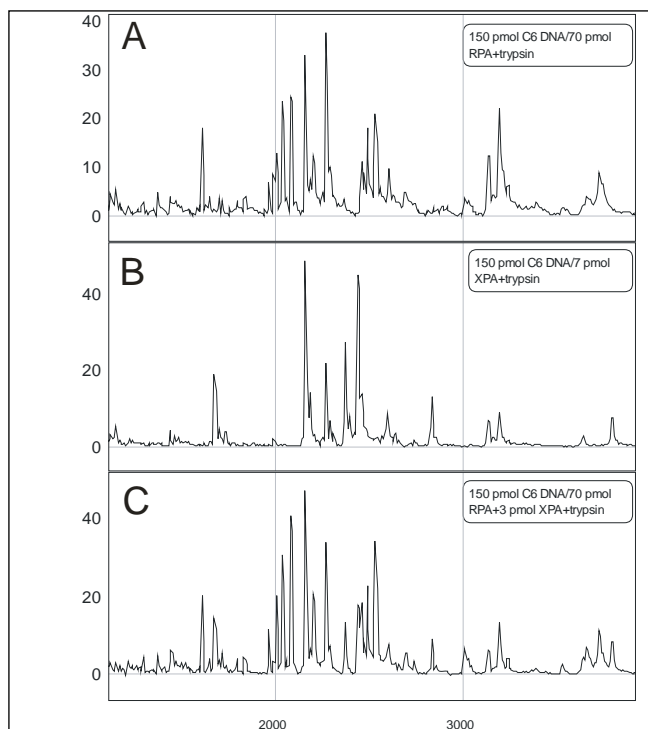 40
30
20
10
0
A
150 pmol C6 DNA/70 pmol
RPA+trypsin
40
20
0
B
150 pmol C6 DNA/7 pmol
XPA+trypsin
40
20
0
C
150 pmol C6 DNA/70 pmol
RPA+3 pmol XPA+trypsin
2000 3000